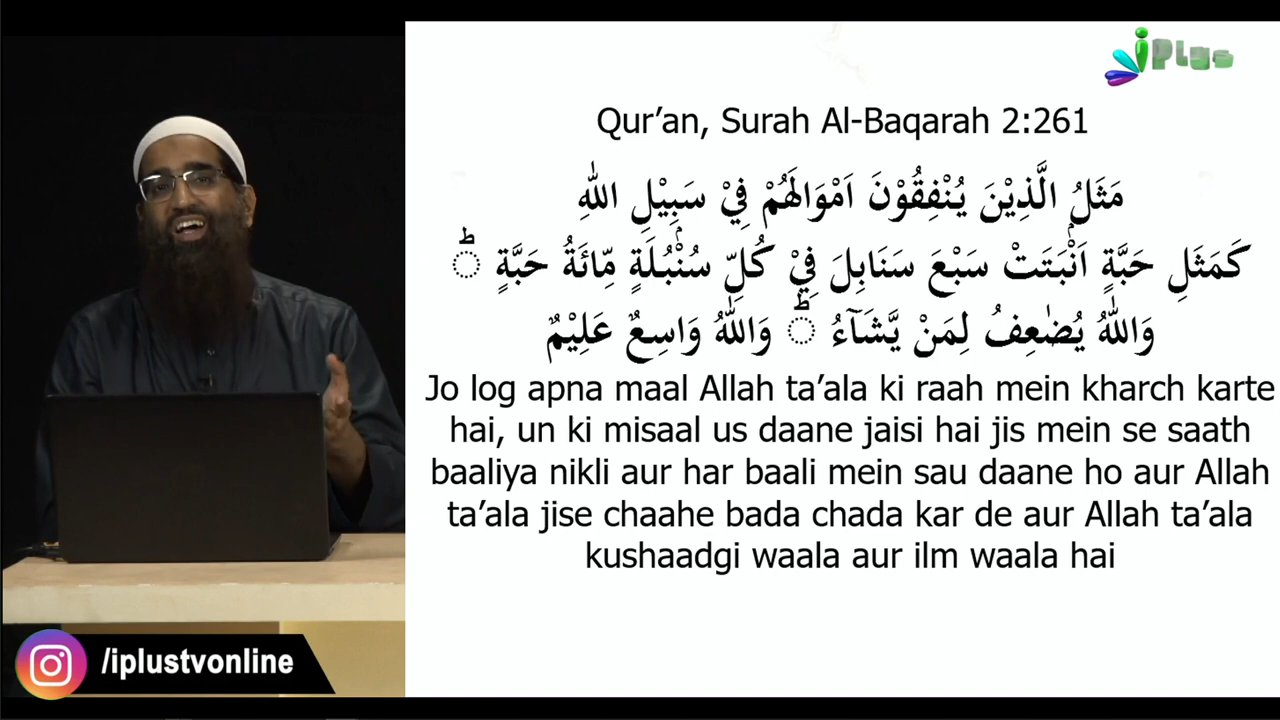 iPlus
Qur’an, Surah Al-Baqarah 2:261
مَثَلُ الَّذِيْنَ يُنْفِقُوْنَ اَمْوَالَهُمْ فِيْ سَبِيْلِ اللهِ
كَمَثَلِ حَبَّةٍ اَنْۢبَتَتْ سَبْعَ سَنَابِلَ فِيْ كُلِّ سُنْۢبُلَةٍ مِّائَةُ حَبَّةٍ ؕ
وَاللهُ يُضٰعِفُ لِمَنْ يَّشَآءُ ؕ وَاللهُ وَاسِعٌ عَلِيْمٌ
Jo log apna maal Allah ta’ala ki raah mein kharch karte
hai, un ki misaal us daane jaisi hai jis mein se saath
baaliya nikli aur har baali mein sau daane ho aur Allah
ta’ala jise chaahe bada chada kar de aur Allah ta’ala
kushaadgi waala aur ilm waala hai
/iplustvonline